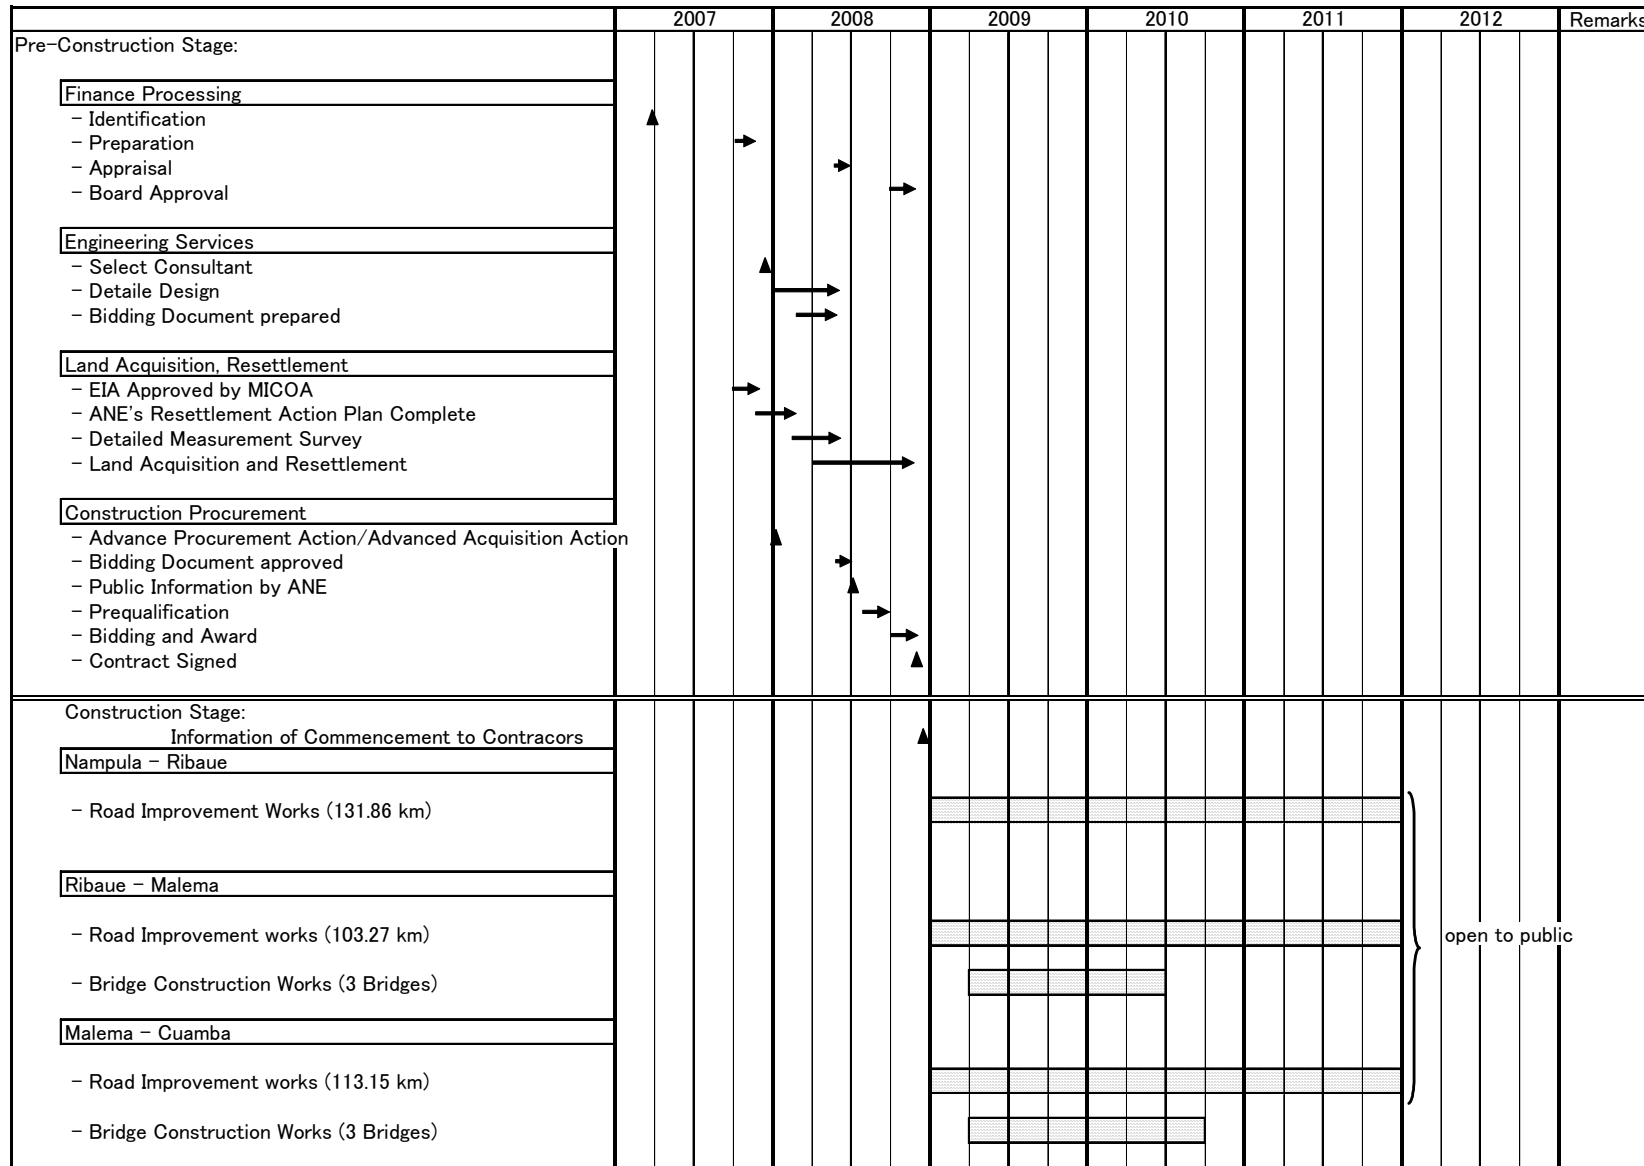 2007 2008 2009 2010 2011 2012 Remarks
Pre-Construction Stage:
Finance Processing
- Identification
- Preparation
- Appraisal
- Board Approval
Engineering Services
- Select Consultant
- Detaile Design
- Bidding Document prepared
Land Acquisition, Resettlement
- EIA Approved by MICOA
- ANE's Resettlement Action Plan Complete
- Detailed Measurement Survey
- Land Acquisition and Resettlement
Construction Procurement
- Advance Procurement Action/Advanced Acquisition Action
- Bidding Document approved
- Public Information by ANE
- Prequalification
- Bidding and Award
- Contract Signed
Construction Stage:
Information of Commencement to Contracors
Nampula - Ribaue
- Road Improvement Works (131.86 km)
Ribaue - Malema
- Road Improvement works (103.27 km)
open to public
- Bridge Construction Works (3 Bridges)
Malema - Cuamba
- Road Improvement works (113.15 km)
- Bridge Construction Works (3 Bridges)